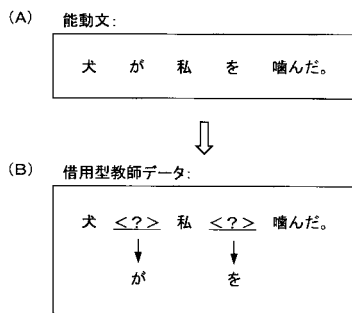 (A) 能動文:
犬 が 私 を 噛んだ。
(B) 借用型教師データ:
犬 <?> 私 <?> 噛んだ。
が を